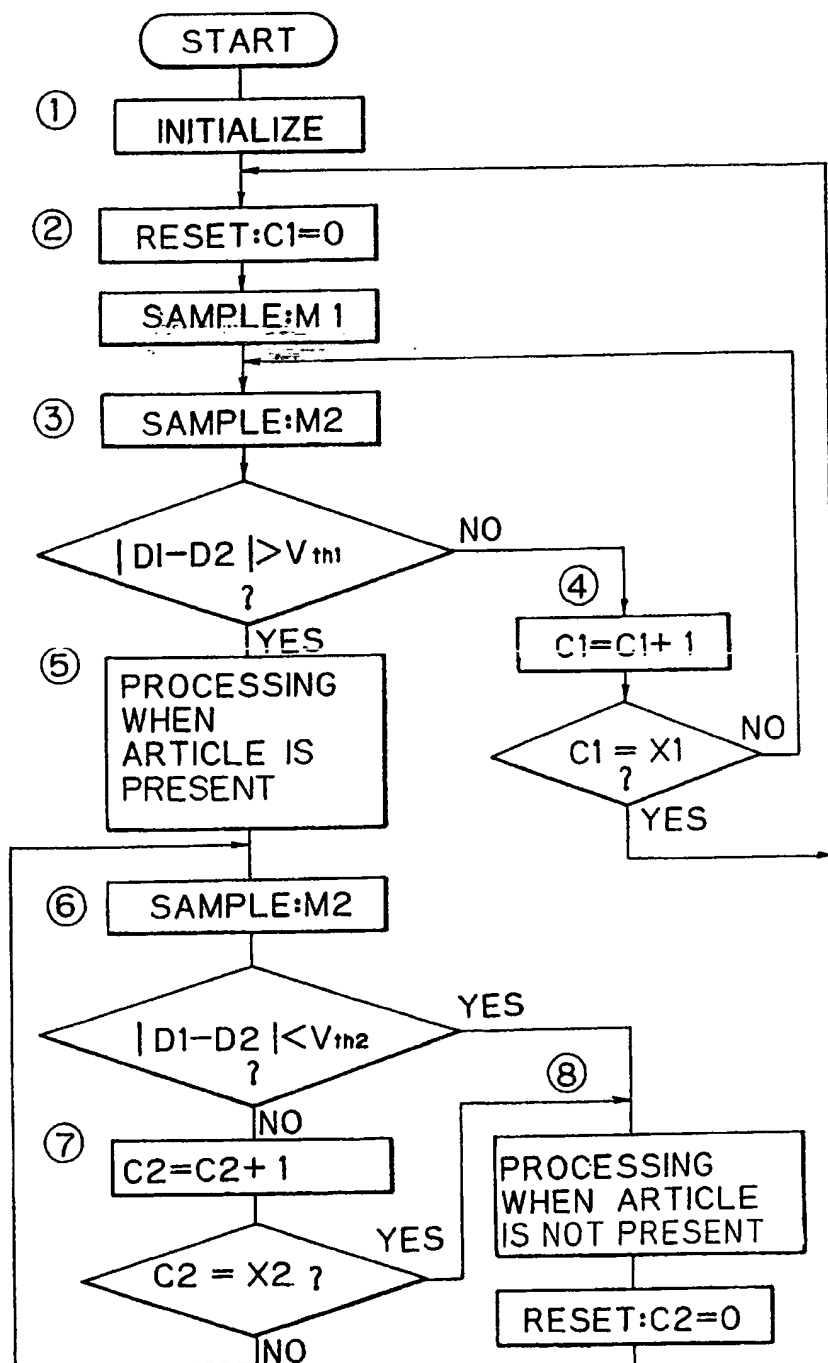 START
①
INITIALIZE
②
RESET:C1=0
SAMPLE:M1
③
SAMPLE:M2
|D1-D2|>Vth1
?
NO
YES
④
C1=C1+1
C1=X1
?
NO
YES
⑤
PROCESSING
WHEN
ARTICLE IS
PRESENT
⑥
SAMPLE:M2
|D1-D2|<Vth2
?
YES
NO
⑦
C2=C2+1
C2=X2?
YES
NO
⑧
PROCESSING
WHEN ARTICLE
IS NOT PRESENT
RESET:C2=0